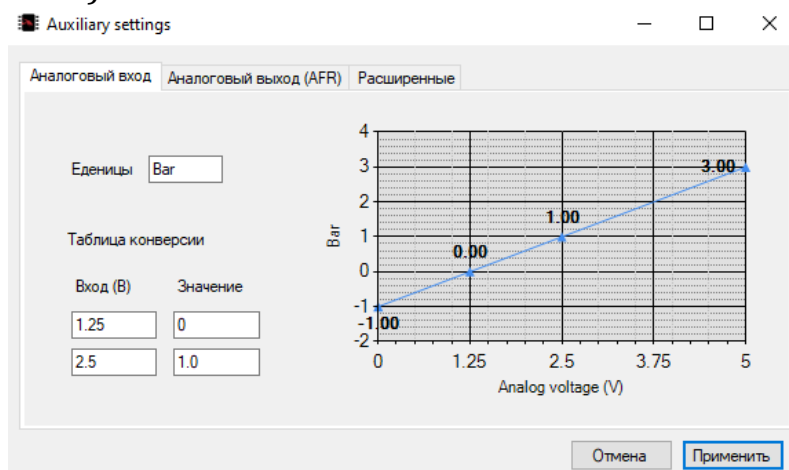 Auxiliary settings
Аналоговый вход Аналоговый выход (AFR) Расширенные
Еденицы Bar
Таблица конверсии
Вход (В) Значение
1.25 0
2.5 1.0
Bar
4
3
2
1
0
-1
-2
-1.00
0.00
1.00
3.00
0 1.25 2.5 3.75 5
Analog voltage (V)
Отмена Применить